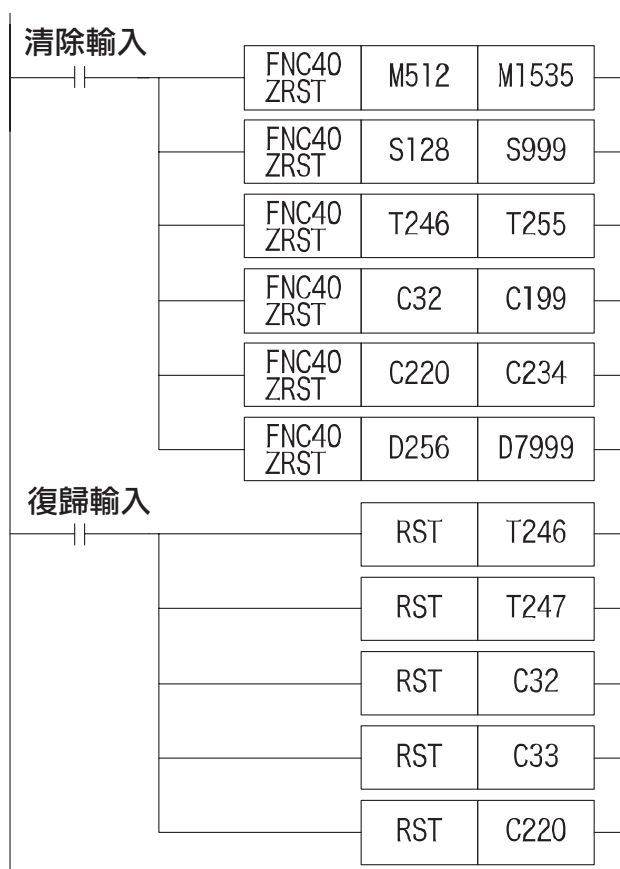 清除輸入
FNC40 ZRST M512 M1535
FNC40 ZRST S128 S999
FNC40 ZRST T246 T255
FNC40 ZRST C32 C199
FNC40 ZRST C220 C234
FNC40 ZRST D256 D7999
復歸輸入
RST T246
RST T247
RST C32
RST C33
RST C220